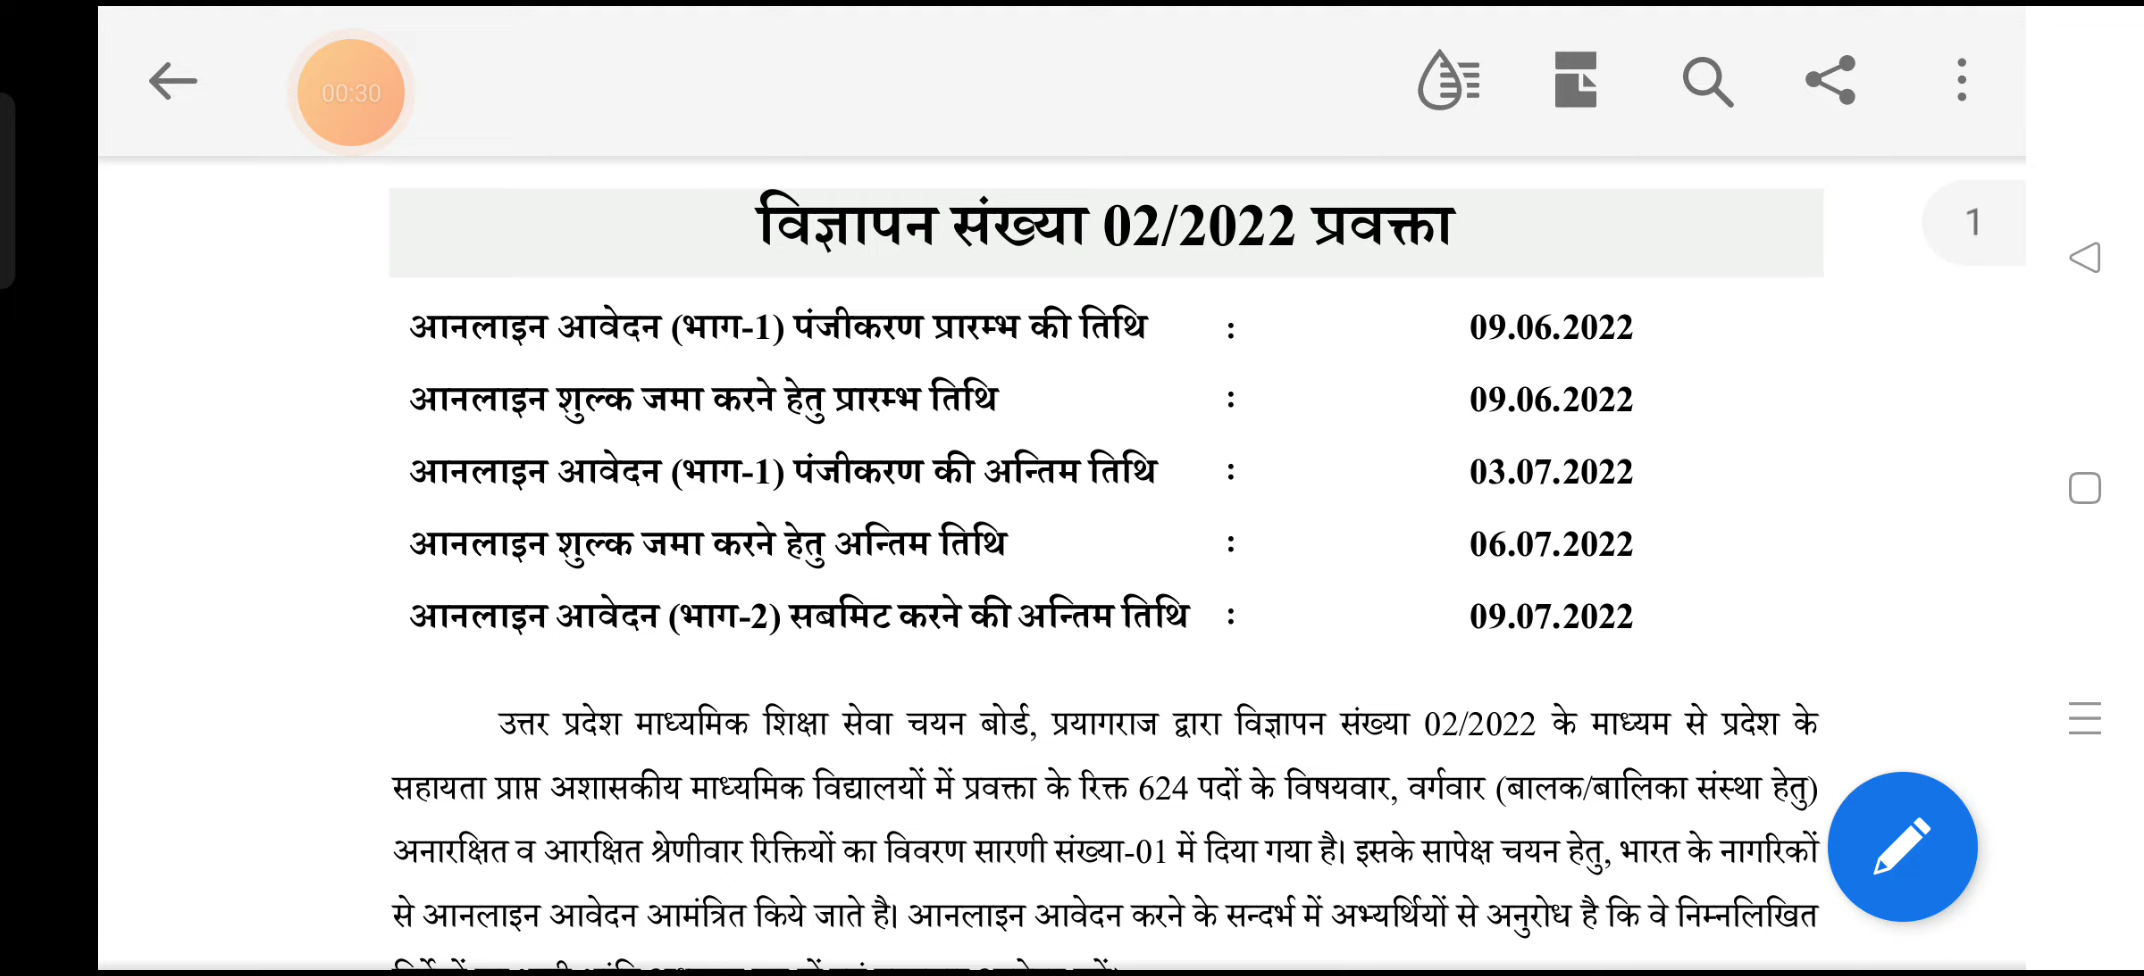 00:30
विज्ञापन संख्या 02/2022 प्रवक्ता
1
आनलाइन आवेदन (भाग-1) पंजीकरण प्रारम्भ की तिथि : 09.06.2022
आनलाइन शुल्क जमा करने हेतु प्रारम्भ तिथि : 09.06.2022
आनलाइन आवेदन (भाग-1) पंजीकरण की अन्तिम तिथि : 03.07.2022
आनलाइन शुल्क जमा करने हेतु अन्तिम तिथि : 06.07.2022
आनलाइन आवेदन (भाग-2) सबमिट करने की अन्तिम तिथि : 09.07.2022
उत्तर प्रदेश माध्यमिक शिक्षा सेवा चयन बोर्ड, प्रयागराज द्वारा विज्ञापन संख्या 02/2022 के माध्यम से प्रदेश के
सहायता प्राप्त अशासकीय माध्यमिक विद्यालयों में प्रवक्ता के रिक्त 624 पदों के विषयवार, वर्गवार (बालक/बालिका संस्था हेतु)
अनारक्षित व आरक्षित श्रेणीवार रिक्तियों का विवरण सारणी संख्या-01 में दिया गया है। इसके सापेक्ष चयन हेतु, भारत के नागरिकों
से आनलाइन आवेदन आमंत्रित किये जाते है। आनलाइन आवेदन करने के सन्दर्भ में अभ्यर्थियों से अनुरोध है कि वे निम्नलिखित